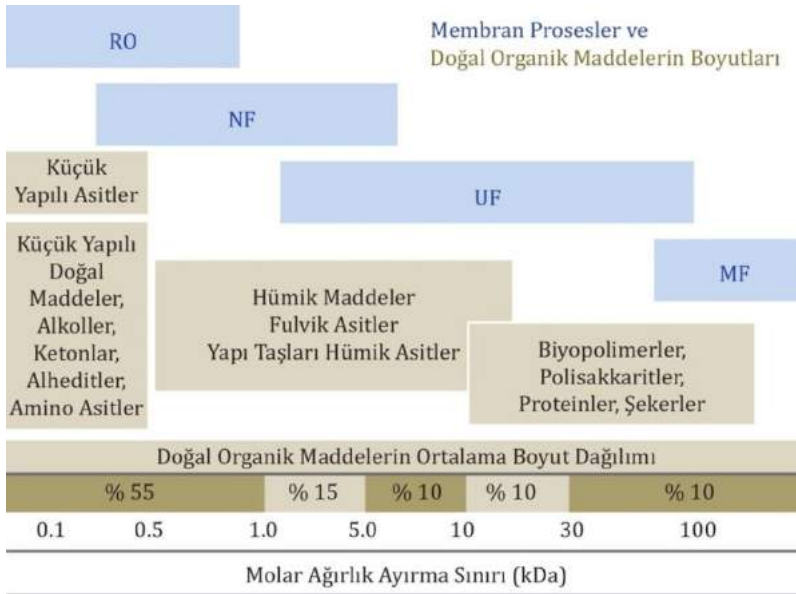 RO
Membran Prosesler ve
Doğal Organik Maddelerin Boyutları
NF
Küçük
Yapılı Asitler
UF
Küçük Yapılı
Doğal
Maddeler,
Alkoller,
Ketonlar,
Alheditler,
Amino Asitler
MF
Hümik Maddeler
Fulvik Asitler
Yapı Taşları Hümik Asitler
Biyopolimerler,
Polisakkaritler,
Proteinler, Şekerler
Doğal Organik Maddelerin Ortalama Boyut Dağılımı
% 55 % 15 % 10 % 10 % 10
0.1 0.5 1.0 5.0 10 30 100
Molar Ağırlık Ayırma Sınırı (kDa)